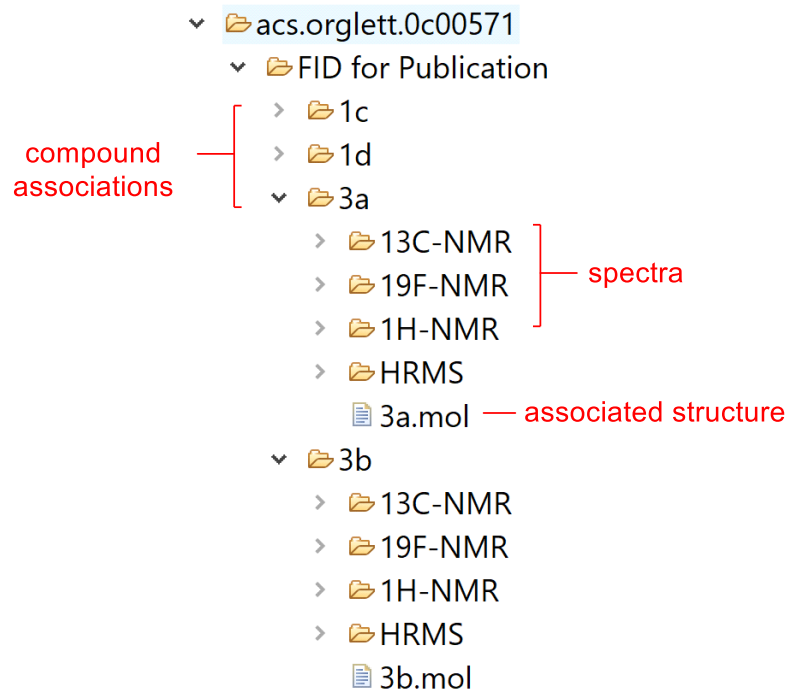 acs.orglett.0c00571
FID for Publication
1c
compound
associations
1d
3a
13C-NMR
spectra
19F-NMR
1H-NMR
HRMS
3a.mol
associated structure
3b
13C-NMR
19F-NMR
1H-NMR
HRMS
3b.mol